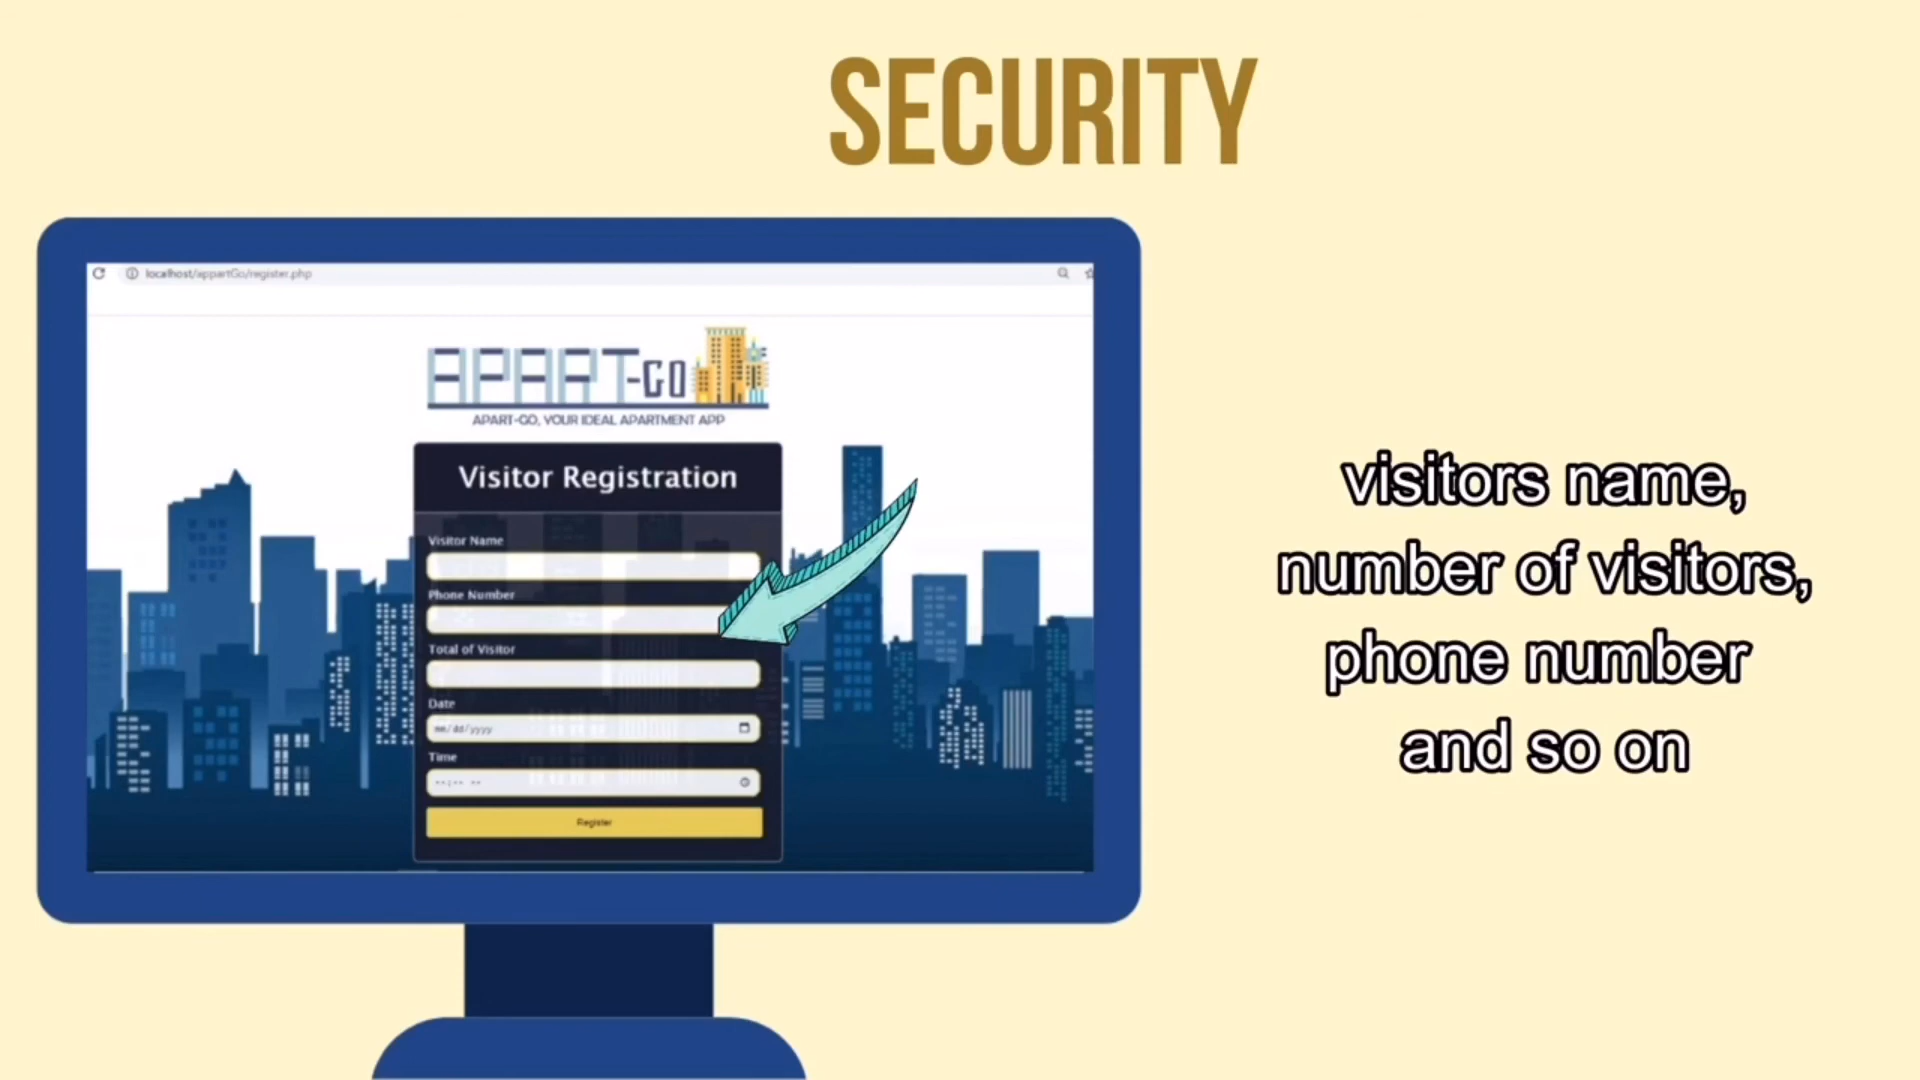 SECURITY
localhost/appartGo/register.php
APART-GO
APART-GO, YOUR IDEAL APARTMENT APP
Visitor Registration
Visitor Name
Phone Number
Total of Visitor
Date
mm/dd/yyyy
Time
--:-- --
Register
visitors name,
number of visitors,
phone number
and so on